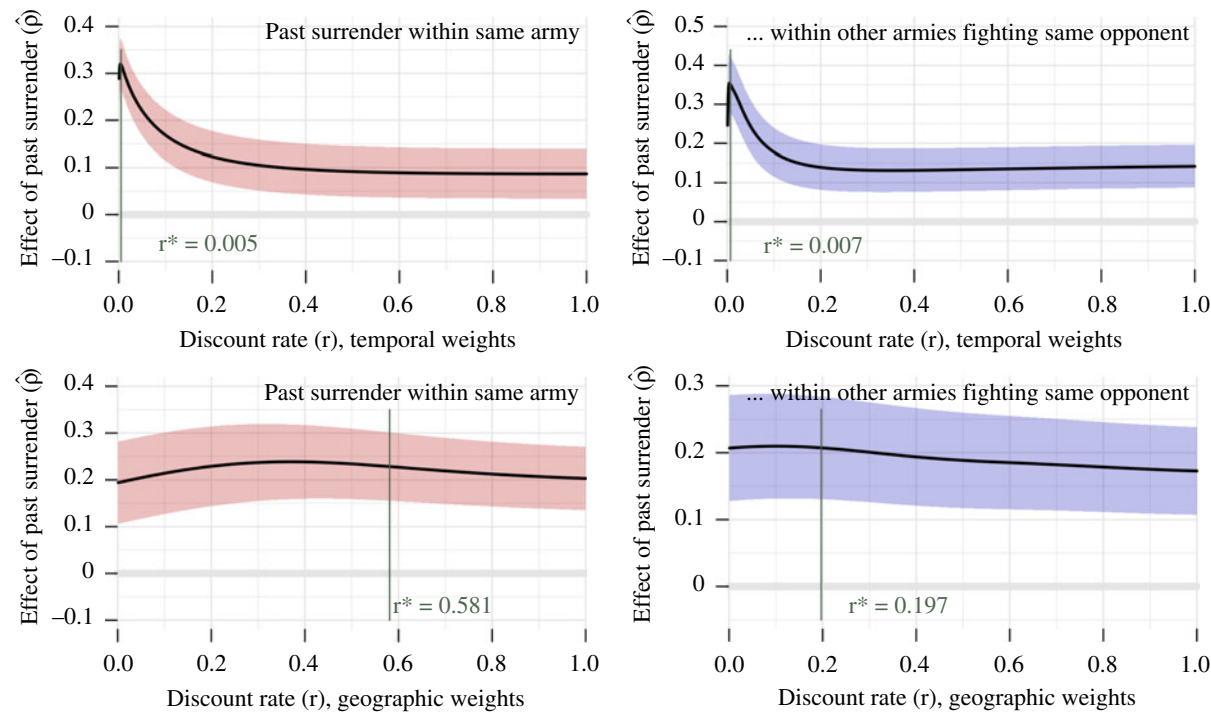 Past surrender within same army
Effect of past surrender (ρ̂)
0.4
0.3
0.2
0.1
0
–0.1
r* = 0.005
0.0 0.2 0.4 0.6 0.8 1.0
Discount rate (r), temporal weights
... within other armies fighting same opponent
Effect of past surrender (ρ̂)
0.5
0.4
0.3
0.2
0.1
0
–0.1
r* = 0.007
0.0 0.2 0.4 0.6 0.8 1.0
Discount rate (r), temporal weights
Past surrender within same army
Effect of past surrender (ρ̂)
0.4
0.3
0.2
0.1
0
–0.1
r* = 0.581
0.0 0.2 0.4 0.6 0.8 1.0
Discount rate (r), geographic weights
... within other armies fighting same opponent
Effect of past surrender (ρ̂)
0.3
0.2
0.1
0
r* = 0.197
0.0 0.2 0.4 0.6 0.8 1.0
Discount rate (r), geographic weights